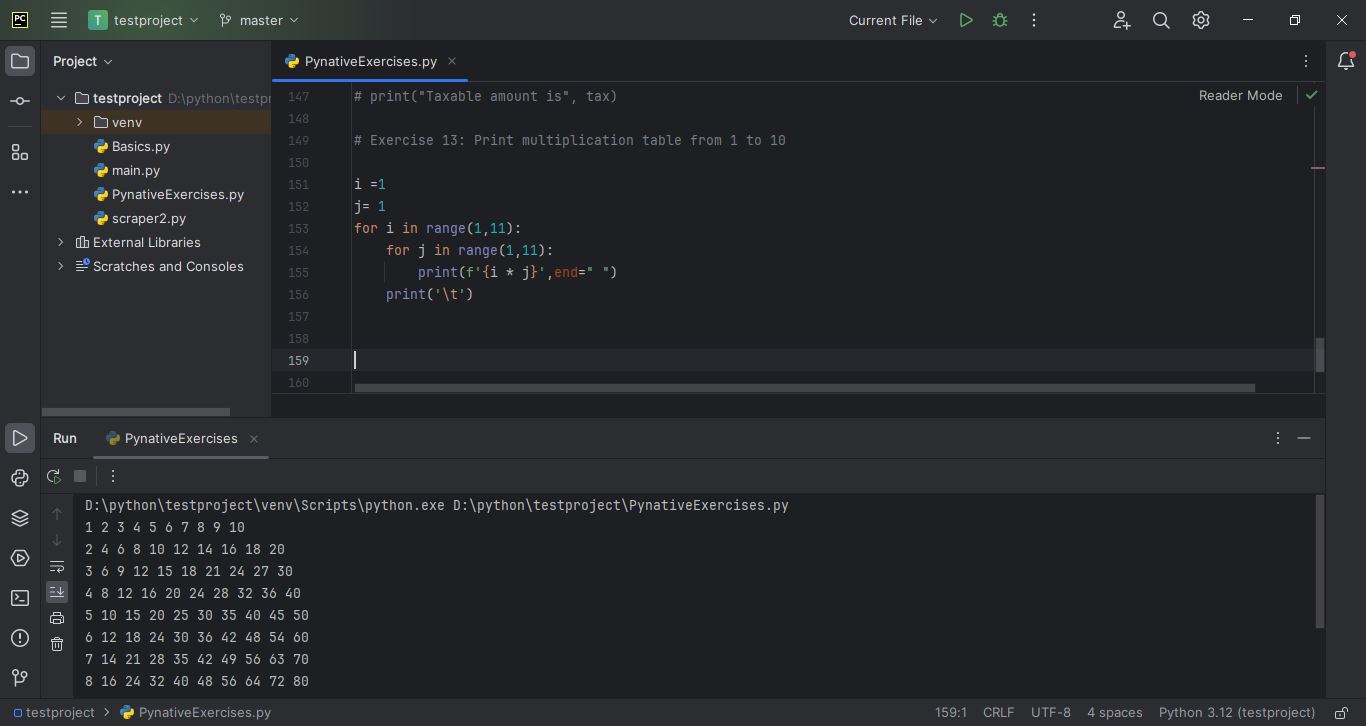 PC T testproject master Current File
Project
PynativeExercises.py
testproject D:\python\testpr
venv
Basics.py
main.py
PynativeExercises.py
scraper2.py
External Libraries
Scratches and Consoles
Reader Mode
147 # print("Taxable amount is", tax)
148
149 # Exercise 13: Print multiplication table from 1 to 10
150
151 i =1
152 j= 1
153 for i in range(1,11):
154 for j in range(1,11):
155 print(f'{i * j}',end=" ")
156 print('\t')
157
158
159
160
Run PynativeExercises
D:\python\testproject\venv\Scripts\python.exe D:\python\testproject\PynativeExercises.py
1 2 3 4 5 6 7 8 9 10
2 4 6 8 10 12 14 16 18 20
3 6 9 12 15 18 21 24 27 30
4 8 12 16 20 24 28 32 36 40
5 10 15 20 25 30 35 40 45 50
6 12 18 24 30 36 42 48 54 60
7 14 21 28 35 42 49 56 63 70
8 16 24 32 40 48 56 64 72 80
testproject PynativeExercises.py 159:1 CRLF UTF-8 4 spaces Python 3.12 (testproject)